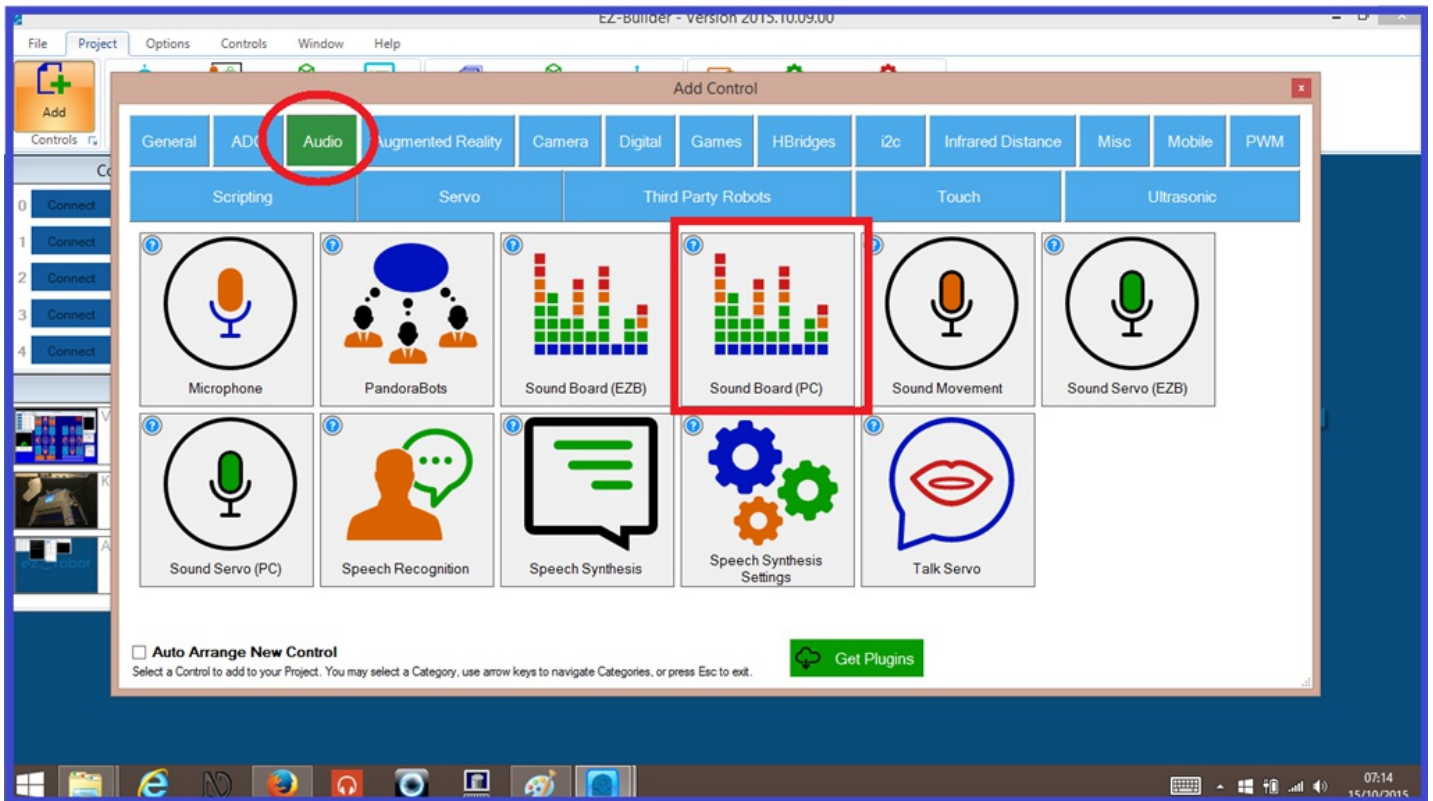 EZ-Builder - Version 2015.10.09.00
File Project Options Controls Window Help
Add
Controls
Add Control
General ADC Audio Augmented Reality Camera Digital Games HBridges i2c Infrared Distance Misc Mobile PWM
Scripting Servo Third Party Robots Touch Ultrasonic
0 Connect
1 Connect
2 Connect
3 Connect
4 Connect
Microphone PandoraBots Sound Board (EZB) Sound Board (PC) Sound Movement Sound Servo (EZB)
Sound Servo (PC) Speech Recognition Speech Synthesis Speech Synthesis Settings Talk Servo
Auto Arrange New Control
Select a Control to add to your Project. You may select a Category, use arrow keys to navigate Categories, or press Esc to exit.
Get Plugins
07:14
15/10/2015